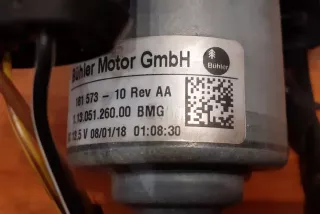 Bühler Motor GmbH
Bühler
161 573 – 10 Rev AA
1.13.051.260.00 BMG
13.5 V 08/01/18 01:08:30